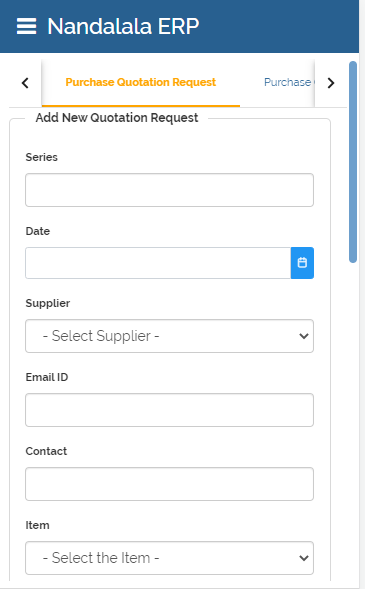 Nandalala ERP
Purchase Quotation Request
Purchase
Add New Quotation Request
Series
Date
Supplier
- Select Supplier -
Email ID
Contact
Item
- Select the Item -